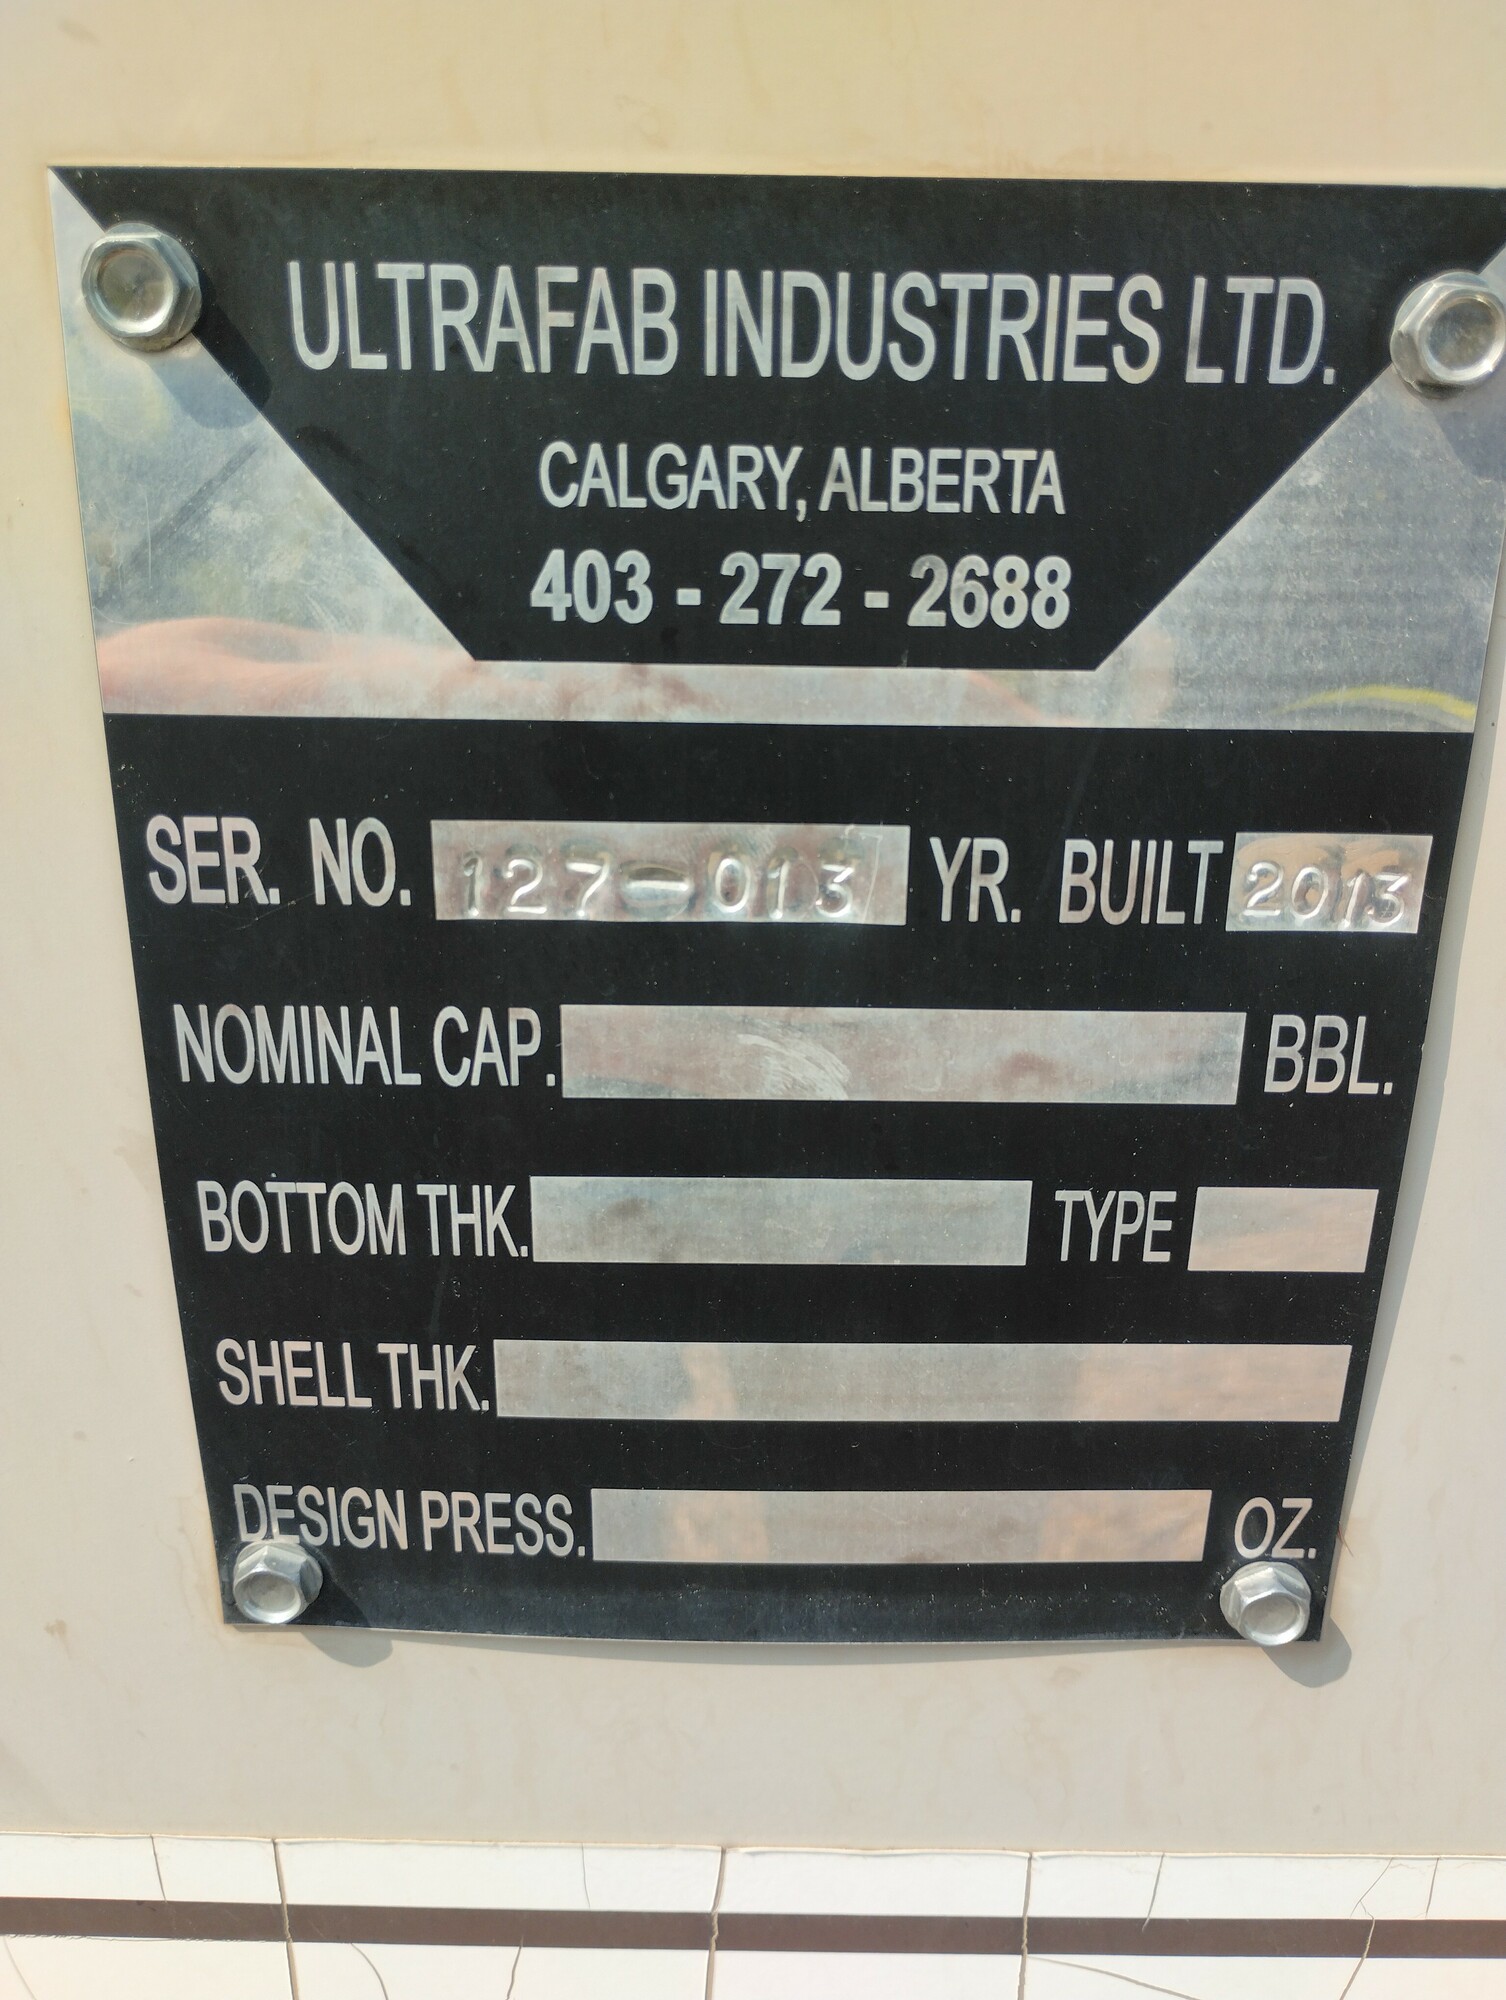 ULTRAFAB INDUSTRIES LTD.
CALGARY, ALBERTA
403 - 272 - 2688
SER. NO. 127-013 YR. BUILT 2013
NOMINAL CAP. BBL.
BOTTOM THK. TYPE
SHELL THK.
DESIGN PRESS. OZ.